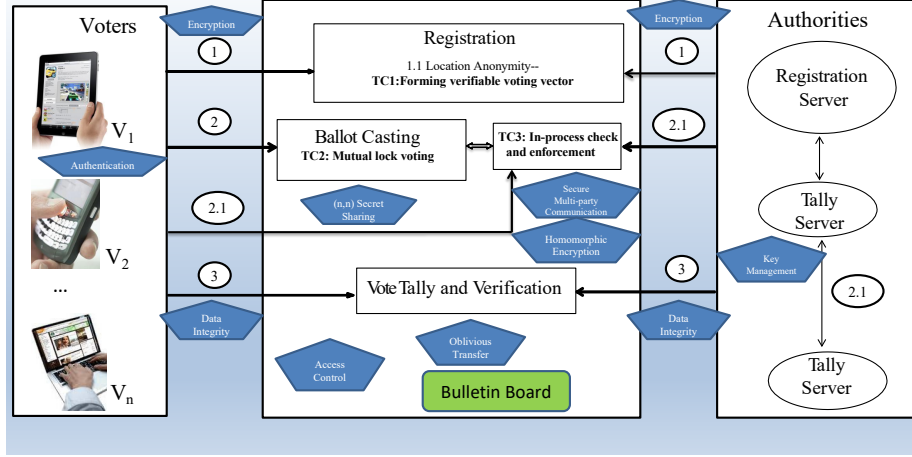 Voters
V1
Authentication
V2
...
Vn
Encryption
1
2
2.1
3
Data
Integrity
Registration
1.1 Location Anonymity--
TC1:Forming verifiable voting vector
Ballot Casting
TC2: Mutual lock voting
TC3: In-process check
and enforcement
(n,n) Secret
Sharing
Secure
Multi-party
Communication
Homomorphic
Encryption
Vote Tally and Verification
Access
Control
Oblivious
Transfer
Bulletin Board
Encryption
1
2.1
3
Data
Integrity
Authorities
Registration
Server
Tally
Server
Key
Management
2.1
Tally
Server